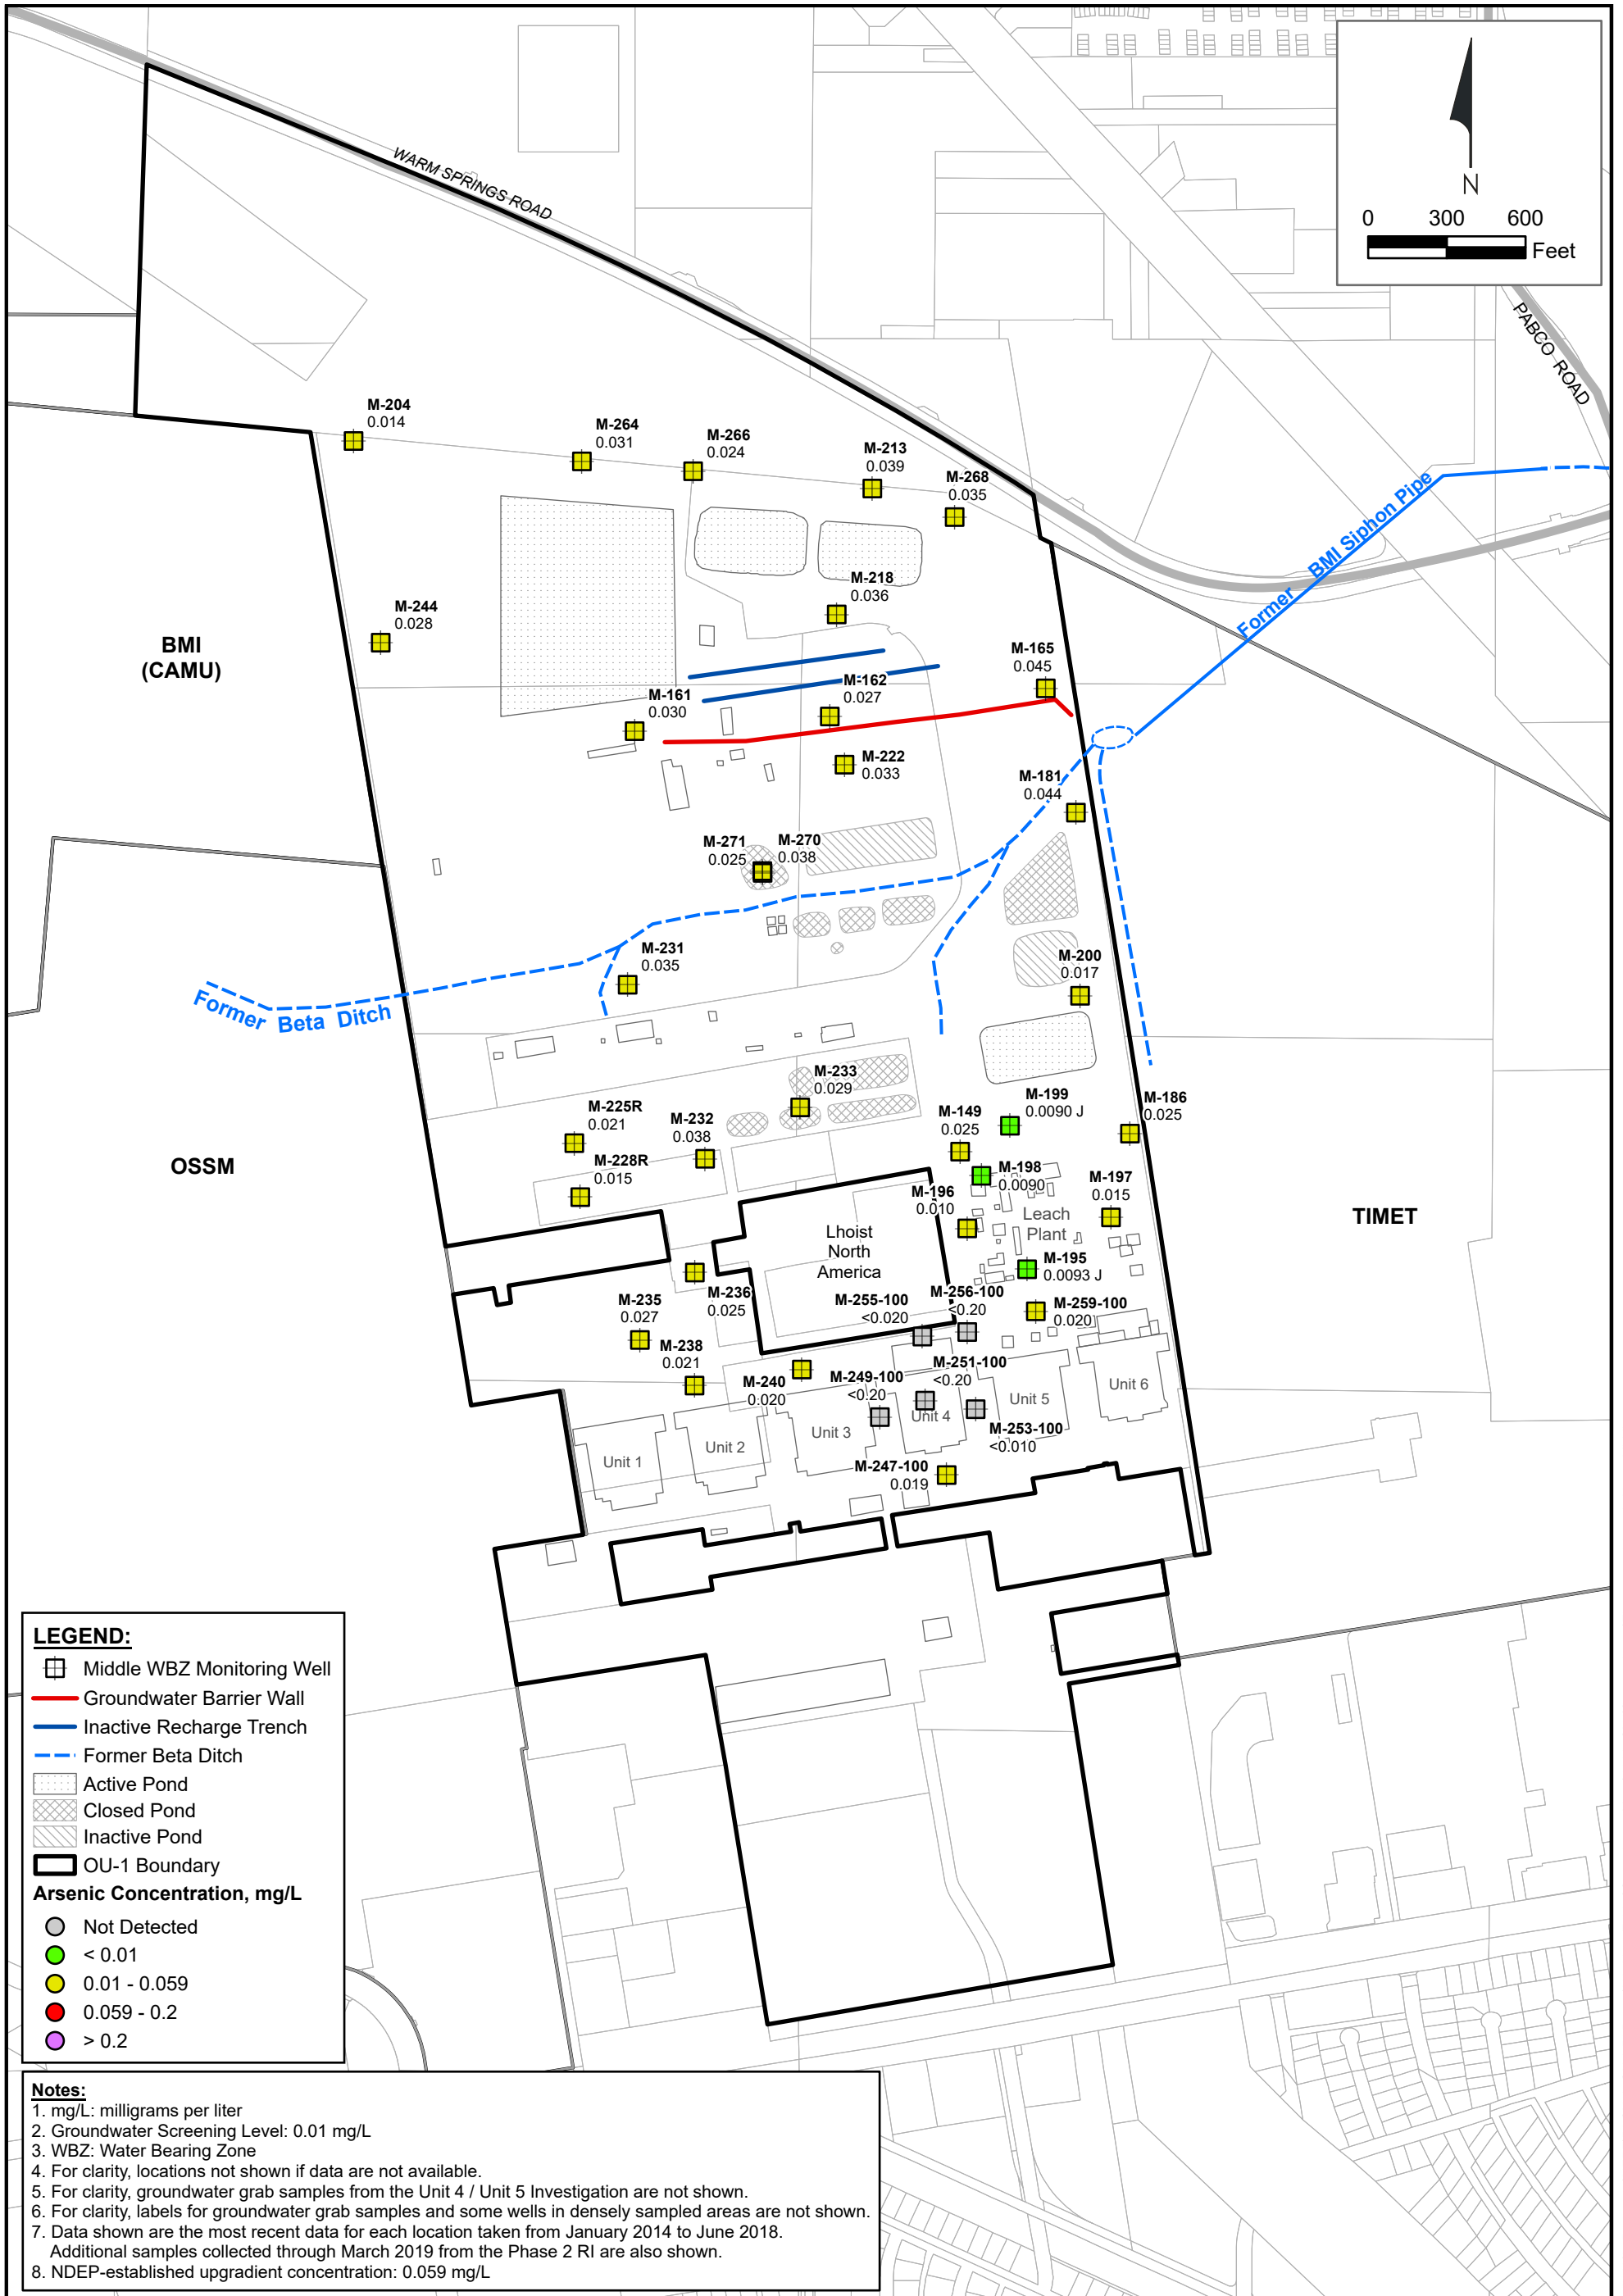 WARM SPRINGS ROAD
N
0 300 600
Feet
PABCO ROAD
M-204
0.014
M-264
0.031
M-266
0.024
M-213
0.039
M-268
0.035
Former BMI Siphon Pipe
M-218
0.036
M-244
0.028
BMI
(CAMU)
M-165
0.045
M-161
0.030
M-162
0.027
M-222
0.033
M-181
0.044
M-271
0.025
M-270
0.038
M-231
0.035
M-200
0.017
Former Beta Ditch
M-233
0.029
M-199
0.0090 J
M-186
0.025
M-225R
0.021
M-232
0.038
M-149
0.025
OSSM
M-228R
0.015
M-198
0.0090
M-197
0.015
M-196
0.010
Leach
Plant
TIMET
Lhoist
North
America
M-195
0.0093 J
M-236
0.025
M-255-100
<0.020
M-256-100
<0.20
M-259-100
0.020
M-235
0.027
M-238
0.021
M-240
0.020
M-249-100
<0.20
M-251-100
<0.20
M-253-100
<0.010
Unit 1
Unit 2
Unit 3
Unit 4
Unit 5
Unit 6
M-247-100
0.019
LEGEND:
Middle WBZ Monitoring Well
Groundwater Barrier Wall
Inactive Recharge Trench
Former Beta Ditch
Active Pond
Closed Pond
Inactive Pond
OU-1 Boundary
Arsenic Concentration, mg/L
Not Detected
< 0.01
0.01 - 0.059
0.059 - 0.2
> 0.2
Notes:
1. mg/L: milligrams per liter
2. Groundwater Screening Level: 0.01 mg/L
3. WBZ: Water Bearing Zone
4. For clarity, locations not shown if data are not available.
5. For clarity, groundwater grab samples from the Unit 4 / Unit 5 Investigation are not shown.
6. For clarity, labels for groundwater grab samples and some wells in densely sampled areas are not shown.
7. Data shown are the most recent data for each location taken from January 2014 to June 2018.
Additional samples collected through March 2019 from the Phase 2 RI are also shown.
8. NDEP-established upgradient concentration: 0.059 mg/L